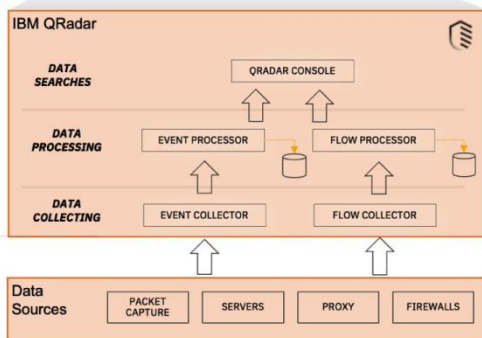 IBM QRadar
DATA
SEARCHES
QRADAR CONSOLE
DATA
PROCESSING
EVENT PROCESSOR
FLOW PROCESSOR
DATA
COLLECTING
EVENT COLLECTOR
FLOW COLLECTOR
Data
Sources
PACKET
CAPTURE
SERVERS
PROXY
FIREWALLS